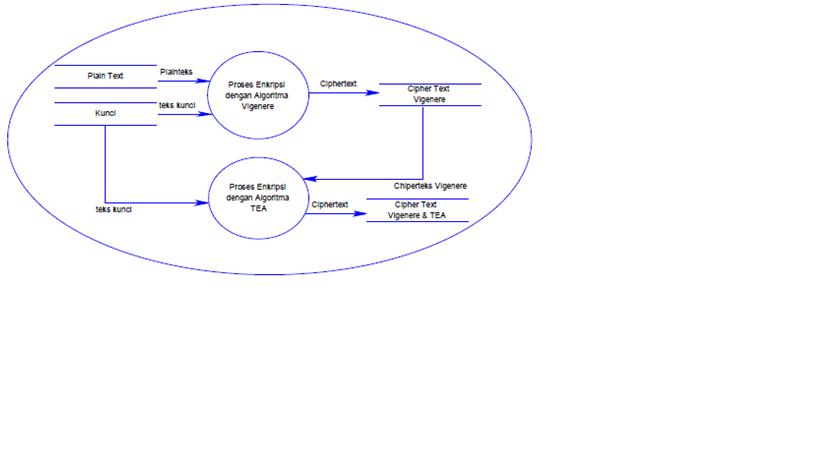 Plain Text
Plainteks
Kunci
teks kunci
Proses Enkripsi
dengan Algoritma
Vigenere
Ciphertext
Cipher Text
Vigenere
Chiperteks Vigenere
teks kunci
Proses Enkripsi
dengan Algoritma
TEA
Ciphertext
Cipher Text
Vigenere & TEA